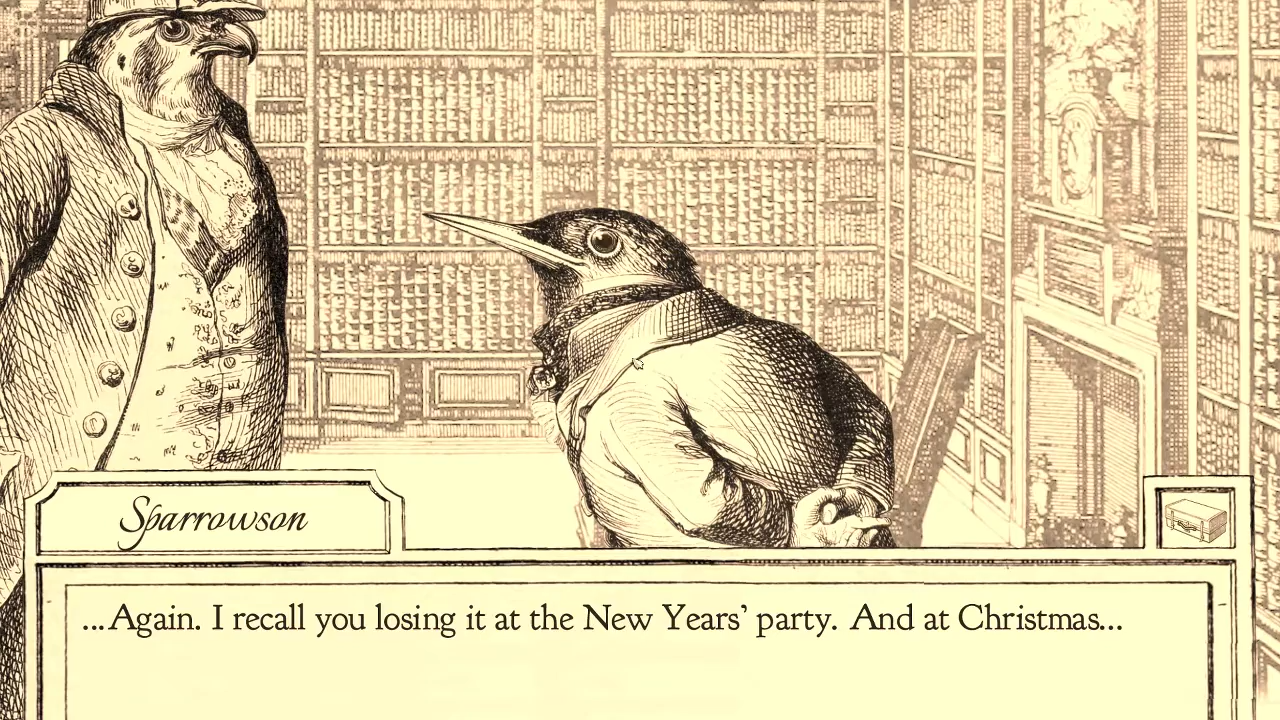 Sparrowson
...Again. I recall you losing it at the New Years' party. And at Christmas...